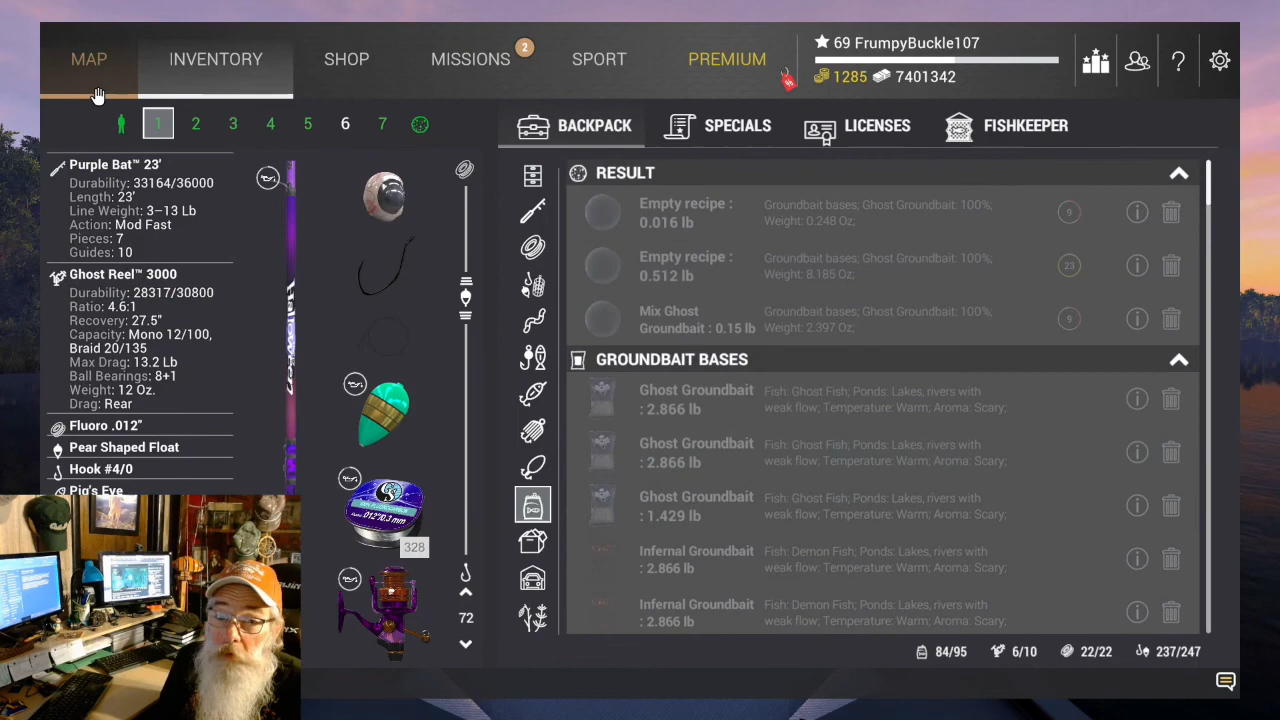 MAP INVENTORY SHOP MISSIONS 2 SPORT PREMIUM
69 FrumpyBuckle107
1285 7401342
1 2 3 4 5 6 7
BACKPACK SPECIALS LICENSES FISHKEEPER
Purple Bat™ 23'
Durability: 33164/36000
Length: 23'
Line Weight: 3–13 Lb
Action: Mod Fast
Pieces: 7
Guides: 10
Ghost Reel™ 3000
Durability: 28317/30800
Ratio: 4.6:1
Recovery: 27.5"
Capacity: Mono 12/100,
Braid 20/135
Max Drag: 13.2 Lb
Ball Bearings: 8+1
Weight: 12 Oz.
Drag: Rear
Fluoro .012"
Pear Shaped Float
Hook #4/0
Pig's Eye
328
72
RESULT
Empty recipe :
0.016 lb
Groundbait bases; Ghost Groundbait: 100%;
Weight: 0.248 Oz;
9
Empty recipe :
0.512 lb
Groundbait bases; Ghost Groundbait: 100%;
Weight: 8.185 Oz;
23
Mix Ghost
Groundbait : 0.15 lb
Groundbait bases; Ghost Groundbait: 100%;
Weight: 2.397 Oz;
9
GROUNDBAIT BASES
Ghost Groundbait
: 2.866 lb
Fish: Ghost Fish; Ponds: Lakes, rivers with
weak flow; Temperature: Warm; Aroma: Scary;
Ghost Groundbait
: 2.866 lb
Fish: Ghost Fish; Ponds: Lakes, rivers with
weak flow; Temperature: Warm; Aroma: Scary;
Ghost Groundbait
: 1.429 lb
Fish: Ghost Fish; Ponds: Lakes, rivers with
weak flow; Temperature: Warm; Aroma: Scary;
Infernal Groundbait
: 2.866 lb
Fish: Demon Fish; Ponds: Lakes, rivers with
weak flow; Temperature: Warm; Aroma: Scary;
Infernal Groundbait
: 2.866 lb
Fish: Demon Fish; Ponds: Lakes, rivers with
weak flow; Temperature: Warm; Aroma: Scary;
84/95 6/10 22/22 237/247